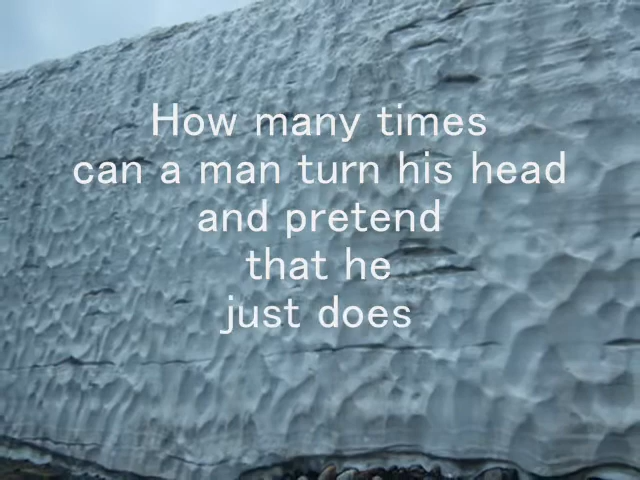 How many times
can a man turn his head
and pretend
that he
just does